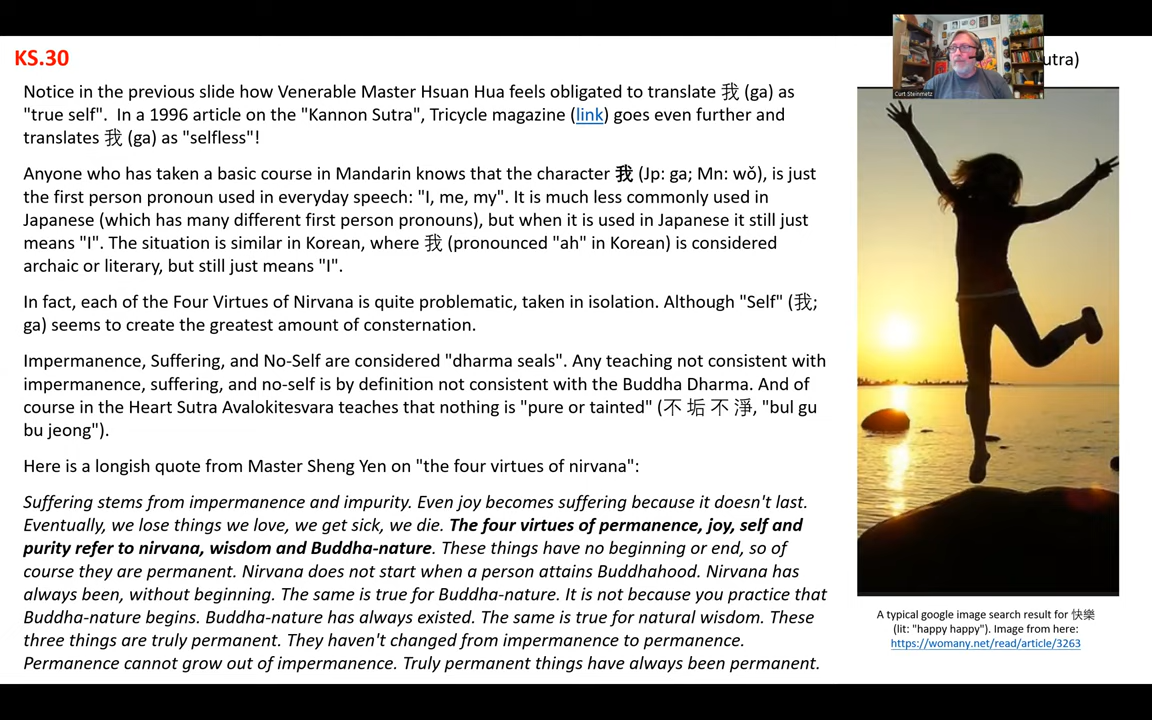 KS.30
utra)
Curt Steinmetz
Notice in the previous slide how Venerable Master Hsuan Hua feels obligated to translate 我 (ga) as
"true self".  In a 1996 article on the "Kannon Sutra", Tricycle magazine (link) goes even further and
translates 我 (ga) as "selfless"!
Anyone who has taken a basic course in Mandarin knows that the character 我 (Jp: ga; Mn: wǒ), is just
the first person pronoun used in everyday speech: "I, me, my". It is much less commonly used in
Japanese (which has many different first person pronouns), but when it is used in Japanese it still just
means "I". The situation is similar in Korean, where 我 (pronounced "ah" in Korean) is considered
archaic or literary, but still just means "I".
In fact, each of the Four Virtues of Nirvana is quite problematic, taken in isolation. Although "Self" (我;
ga) seems to create the greatest amount of consternation.
Impermanence, Suffering, and No-Self are considered "dharma seals". Any teaching not consistent with
impermanence, suffering, and no-self is by definition not consistent with the Buddha Dharma. And of
course in the Heart Sutra Avalokitesvara teaches that nothing is "pure or tainted" (不 垢 不 淨, "bul gu
bu jeong").
Here is a longish quote from Master Sheng Yen on "the four virtues of nirvana":
Suffering stems from impermanence and impurity. Even joy becomes suffering because it doesn't last.
Eventually, we lose things we love, we get sick, we die. The four virtues of permanence, joy, self and
purity refer to nirvana, wisdom and Buddha-nature. These things have no beginning or end, so of
course they are permanent. Nirvana does not start when a person attains Buddhahood. Nirvana has
always been, without beginning. The same is true for Buddha-nature. It is not because you practice that
Buddha-nature begins. Buddha-nature has always existed. The same is true for natural wisdom. These
three things are truly permanent. They haven't changed from impermanence to permanence.
Permanence cannot grow out of impermanence. Truly permanent things have always been permanent.
A typical google image search result for 快樂
(lit: "happy happy"). Image from here:
https://womany.net/read/article/3263